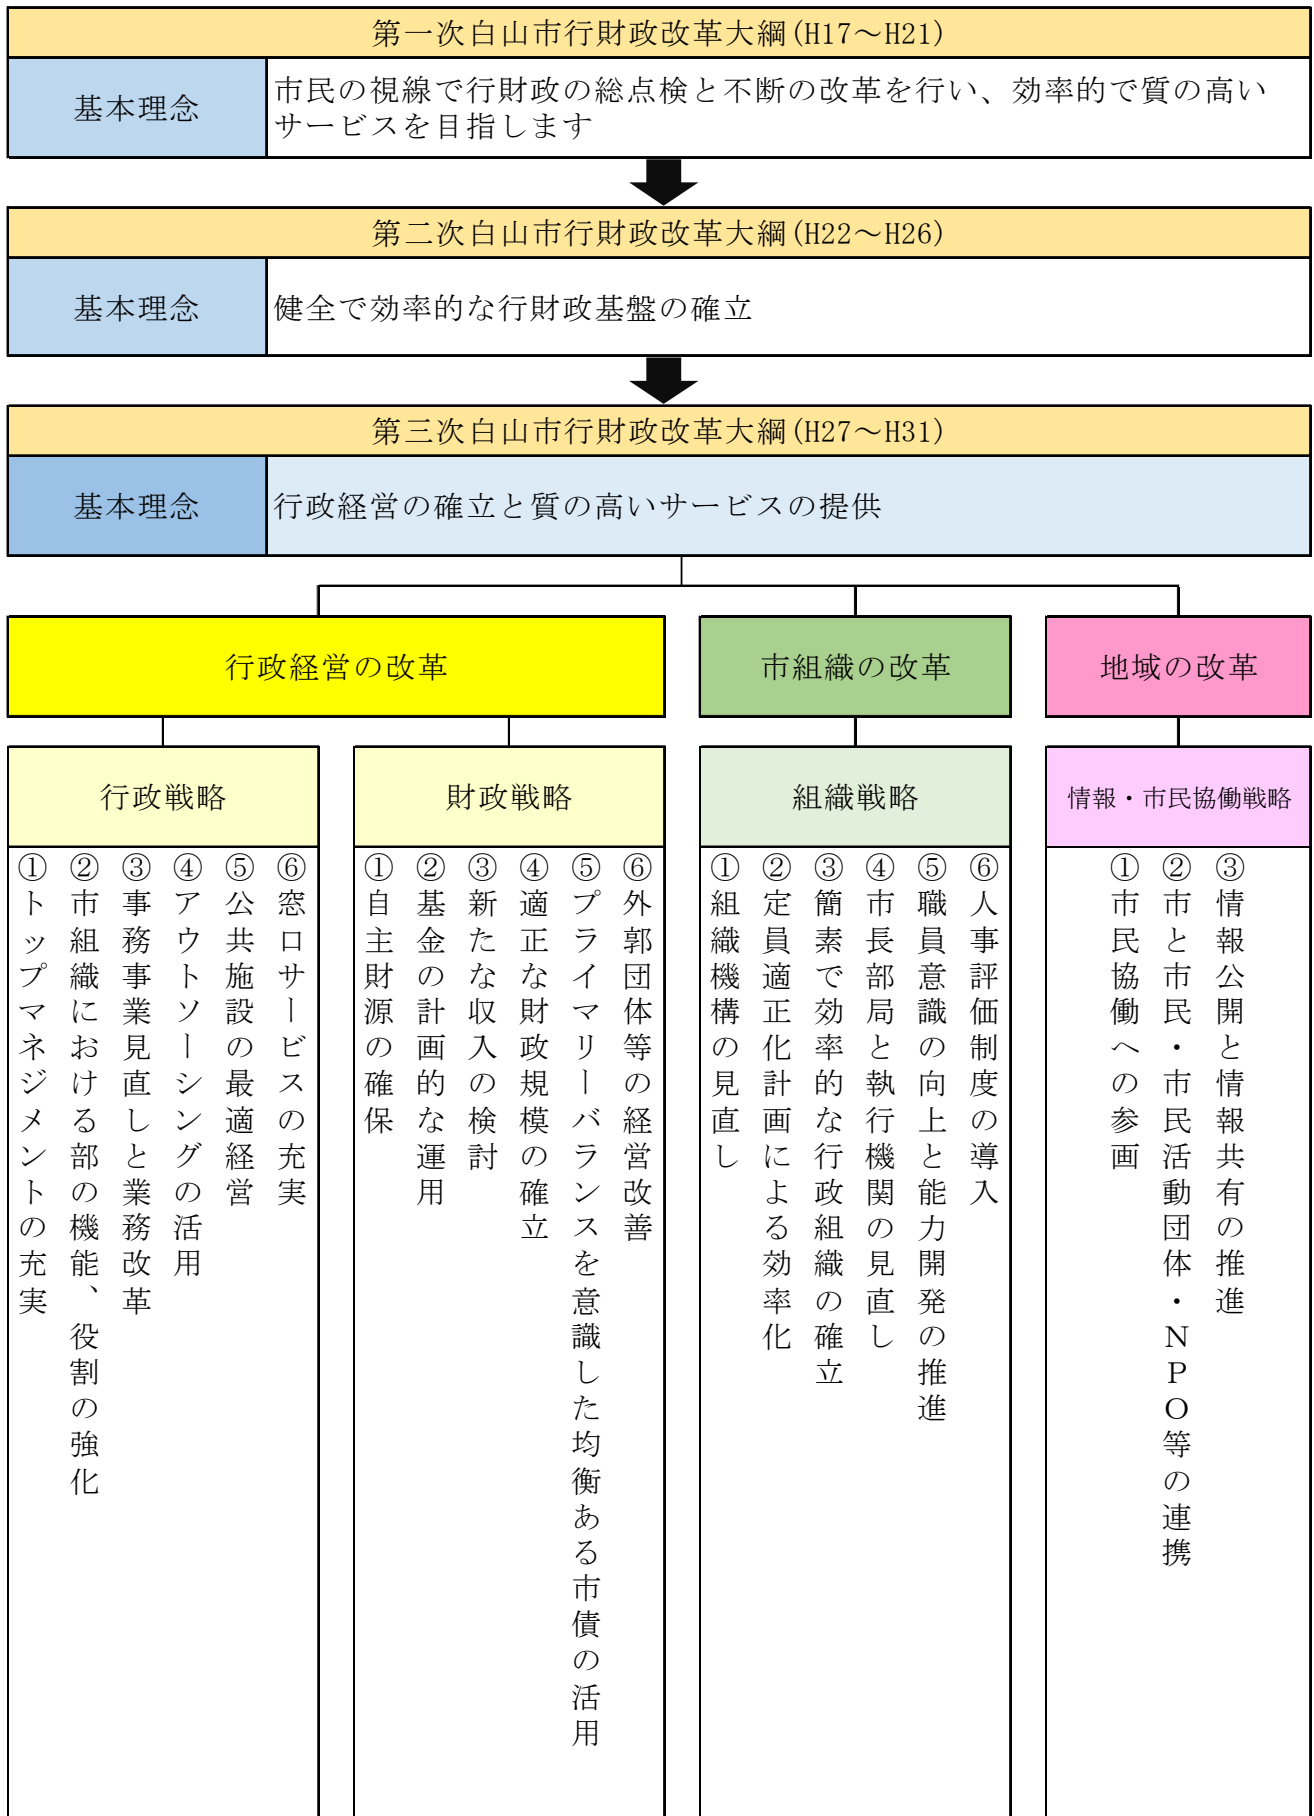 第一次白山市行財政改革大綱(H17～H21)
基本理念
市民の視線で行財政の総点検と不断の改革を行い、効率的で質の高い
サービスを目指します
第二次白山市行財政改革大綱(H22～H26)
基本理念
健全で効率的な行財政基盤の確立
第三次白山市行財政改革大綱(H27～H31)
基本理念
行政経営の確立と質の高いサービスの提供
行政経営の改革
市組織の改革
地域の改革
行政戦略
①トップマネジメントの充実
②市組織における部の機能、役割の強化
③事務事業見直しと業務改革
④アウトソーシングの活用
⑤公共施設の最適経営
⑥窓口サービスの充実
財政戦略
①自主財源の確保
②基金の計画的な運用
③新たな収入の検討
④適正な財政規模の確立
⑤プライマリーバランスを意識した均衡ある市債の活用
⑥外郭団体等の経営改善
組織戦略
①組織機構の見直し
②定員適正化計画による効率化
③簡素で効率的な行政組織の確立
④市長部局と執行機関の見直し
⑤職員意識の向上と能力開発の推進
⑥人事評価制度の導入
情報・市民協働戦略
①市民協働への参画
②市と市民・市民活動団体・ＮＰＯ等の連携
③情報公開と情報共有の推進